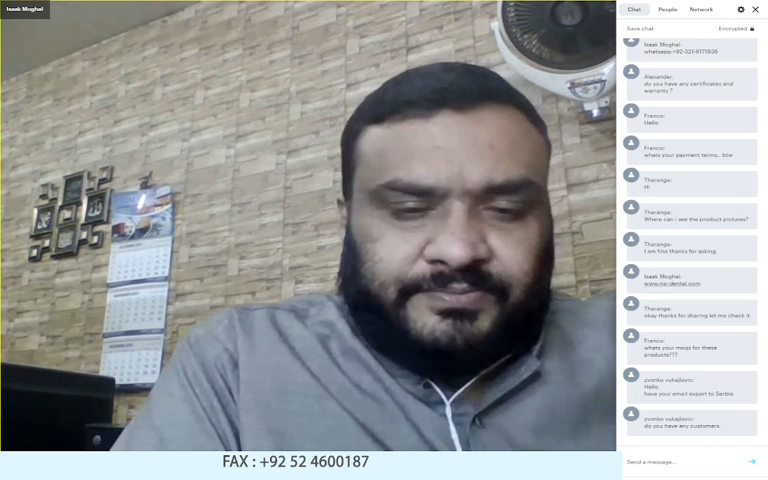 Isaak Moghal
Chat
People
Network
Save chat
Encrypted
Isaak Moghal:
whatsapp:+92-321-6171836
Alexander:
do you have any certificates and
warranty ?
Franco:
Hello
Franco:
whats your payment terms.. btw
Tharanga:
Hi
Tharanga:
Where can i see the product pictures?
Tharanga:
I am fine thanks for asking
Isaak Moghal:
Tharanga:
okay thanks for sharing let me check it
Franco:
whats your moqs for these
products???
zvonko vukajlovic:
Hello
have your email export to Serbia
zvonko vukajlovic:
do you have any customers
Send a message...
FAX : +92 52 4600187